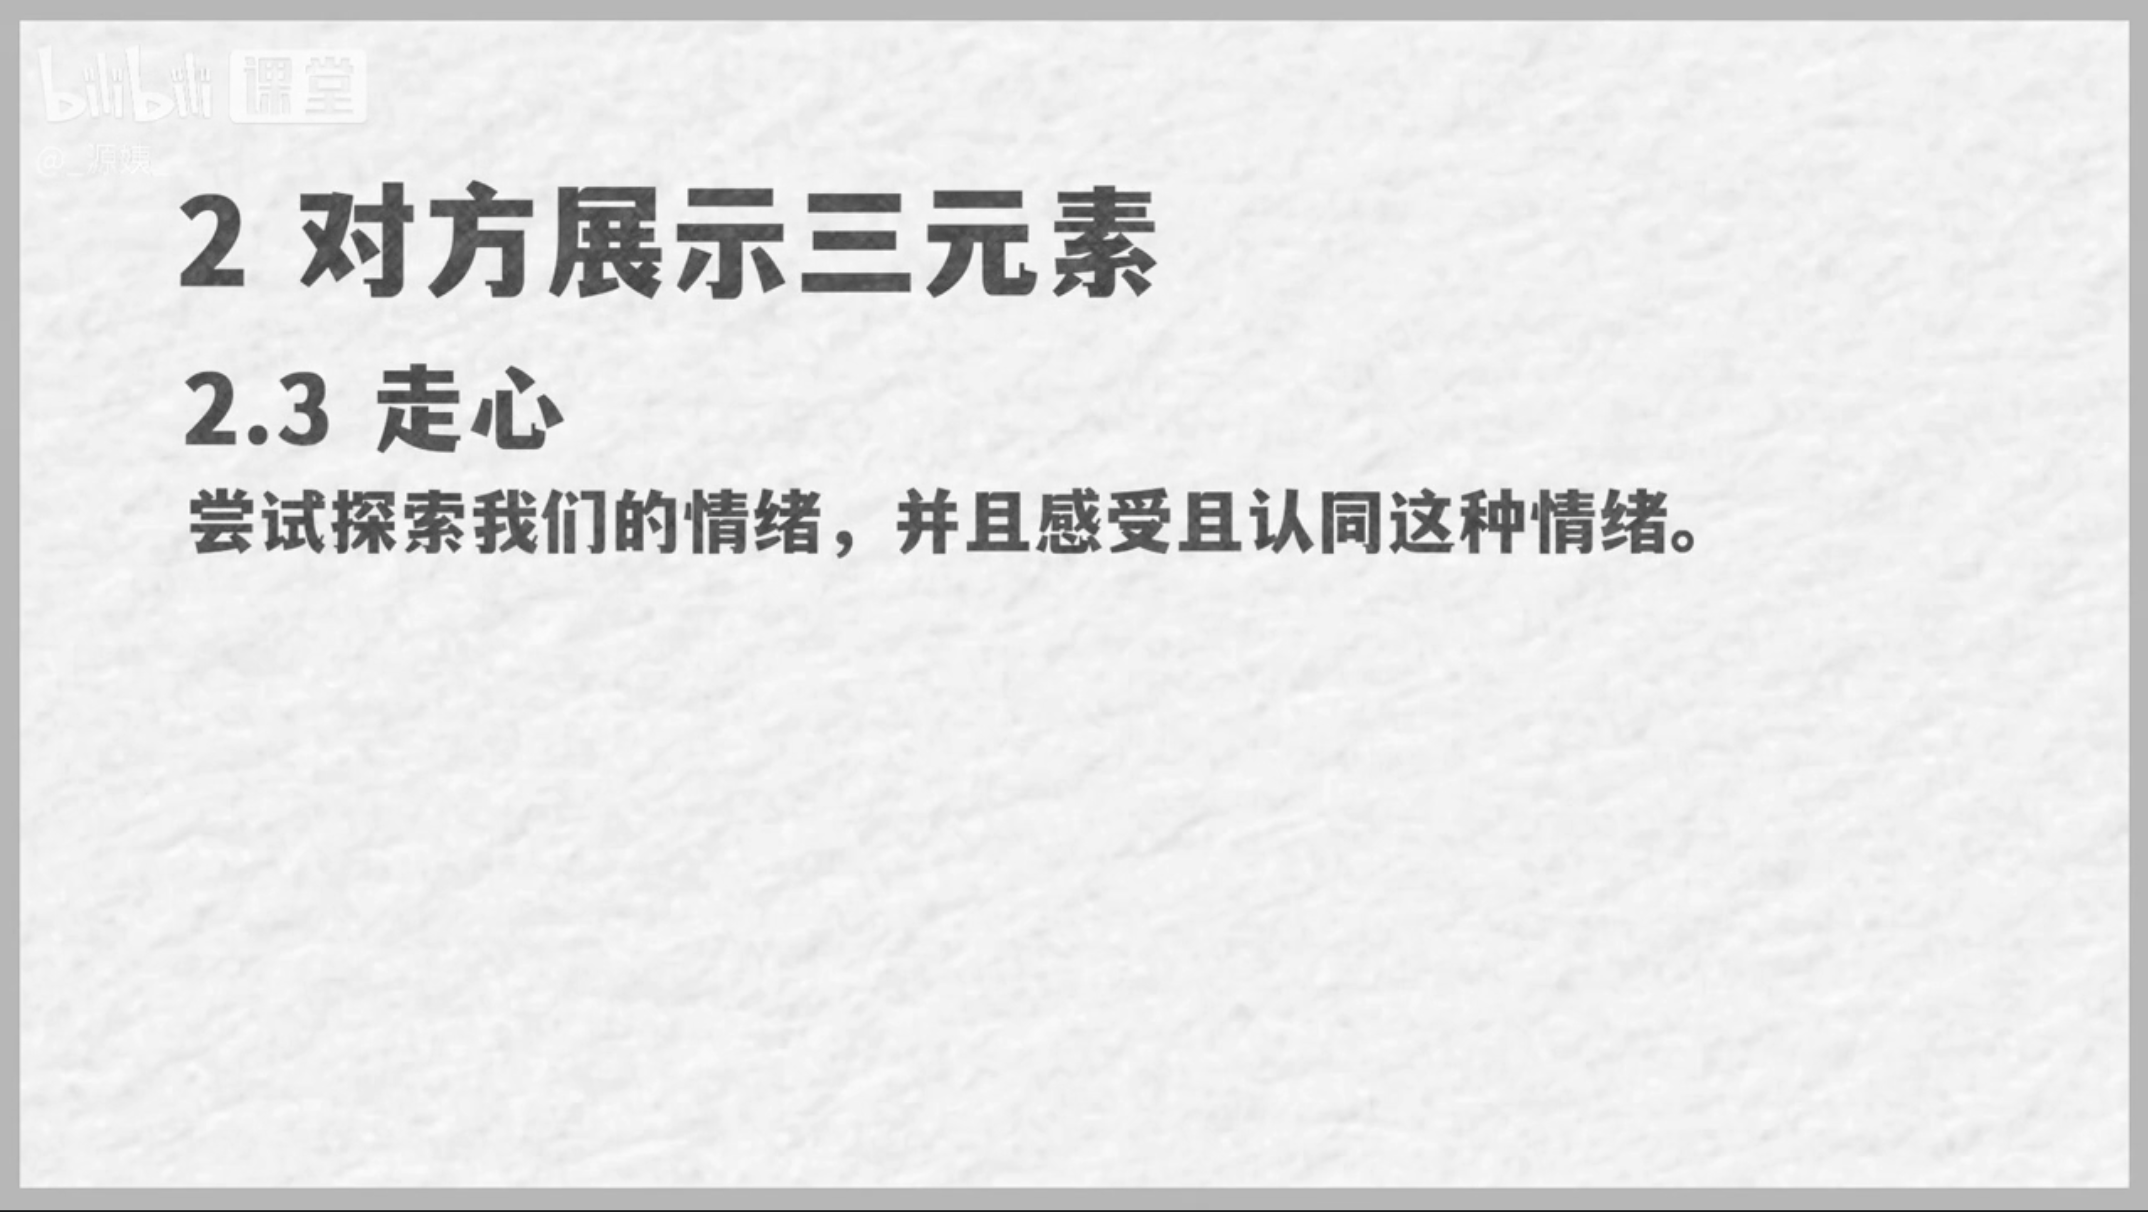 bilibili 课堂
@_源姨_
2 对方展示三元素
2.3 走心
尝试探索我们的情绪，并且感受且认同这种情绪。